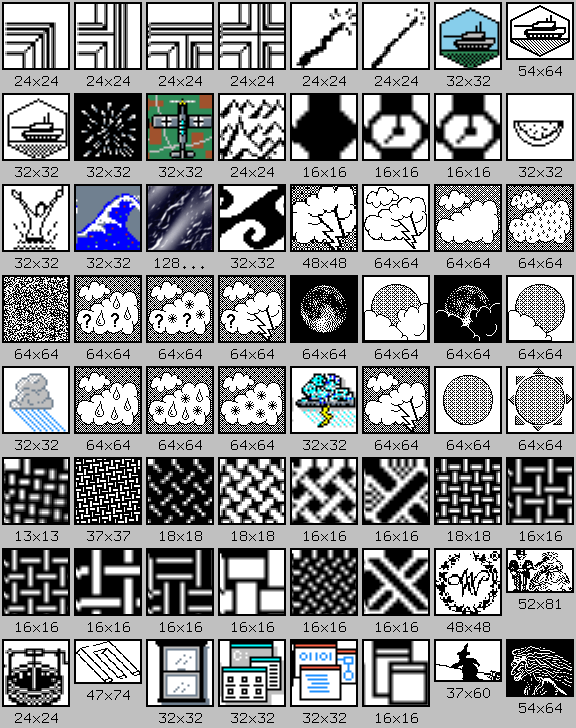 24x24 24x24 24x24 24x24 24x24 24x24 32x32 54x64
32x32 32x32 32x32 24x24 16x16 16x16 16x16 32x32
32x32 32x32 128... 32x32 48x48 64x64 64x64 64x64
? ? ? ? ?
64x64 64x64 64x64 64x64 64x64 64x64 64x64 64x64
32x32 64x64 64x64 64x64 32x32 64x64 64x64 64x64
13x13 37x37 18x18 18x18 16x16 16x16 18x18 16x16
W
16x16 16x16 16x16 16x16 16x16 16x16 48x48 52x81
01101
24x24 47x74 32x32 32x32 32x32 16x16 37x60 54x64